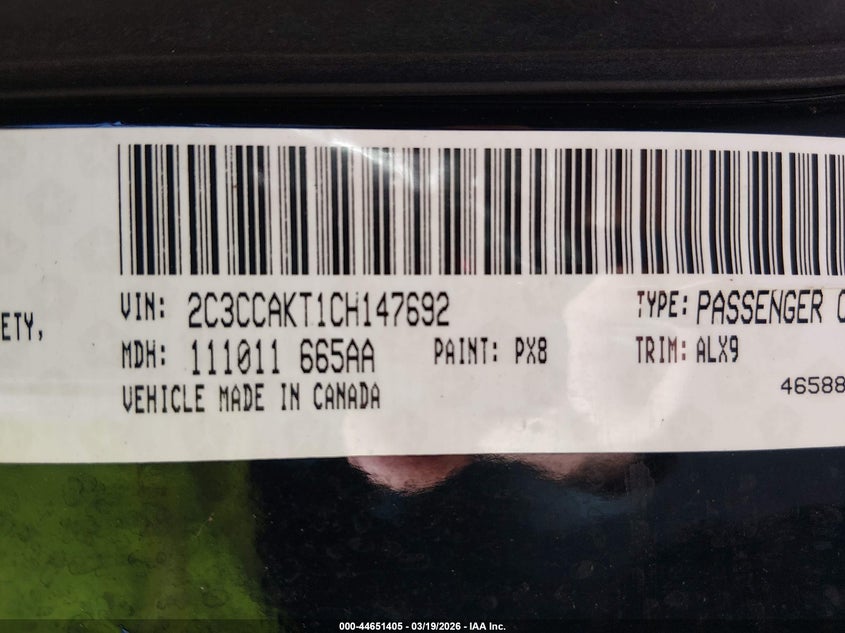 ETY,
VIN: 2C3CCAKT1CH147692 TYPE: PASSENGER
MDH: 111011 665AA PAINT: PX8 TRIM: ALX9
VEHICLE MADE IN CANADA
46588
000-44651405 - 03/19/2026 - IAA Inc.